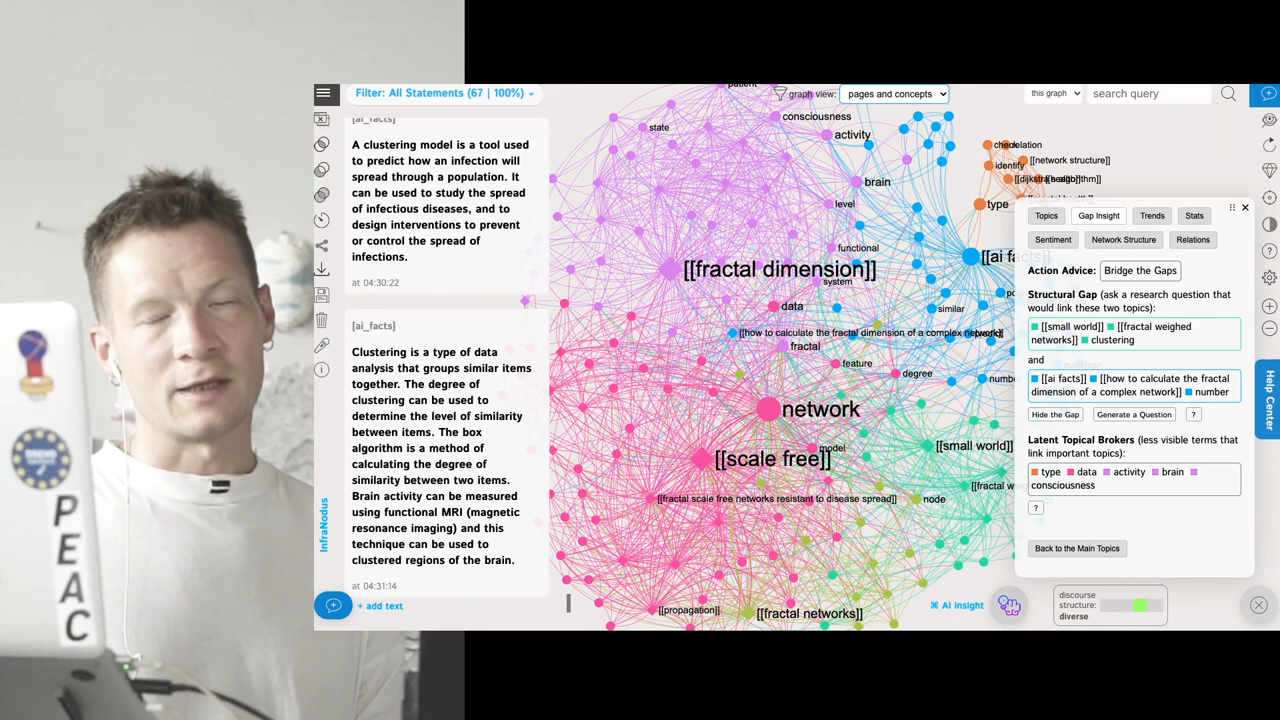 P
E
A
C
Filter: All Statements (67 | 100%)
graph view:
pages and concepts
this graph
search query
[ai_facts]
A clustering model is a tool used
to predict how an infection will
spread through a population. It
can be used to study the spread
of infectious diseases, and to
design interventions to prevent
or control the spread of
infections.
at 04:30:22
[ai_facts]
Clustering is a type of data
analysis that groups similar items
together. The degree of
clustering can be used to
determine the level of similarity
between items. The box
algorithm is a method of
calculating the degree of
similarity between two items.
Brain activity can be measured
using functional MRI (magnetic
resonance imaging) and this
technique can be used to
clustered regions of the brain.
at 04:31:14
InfraNodus
+ add text
patient
consciousness
state
activity
brain
level
functional
[[fractal dimension]]
system
data
similar
[[how to calculate the fractal dimension of a complex network]]
fractal
feature
degree
number
network
model
[[small world]]
[[scale free]]
[[fractal w
[[fractal scale free networks resistant to disease spread]]
node
[[propagation]]
[[fractal networks]]
identify
[[network structure]]
type
[[ai facts]]
Topics
Gap Insight
Trends
Stats
Sentiment
Network Structure
Relations
Action Advice: Bridge the Gaps
Structural Gap (ask a research question that
would link these two topics):
[[small world]] [[fractal weighed
networks]] clustering
and
[[ai facts]] [[how to calculate the fractal
dimension of a complex network]] number
Hide the Gap
Generate a Question
?
Latent Topical Brokers (less visible terms that
link important topics):
type data activity brain
consciousness
?
Back to the Main Topics
Help Center
⌘ AI insight
discourse
structure:
diverse